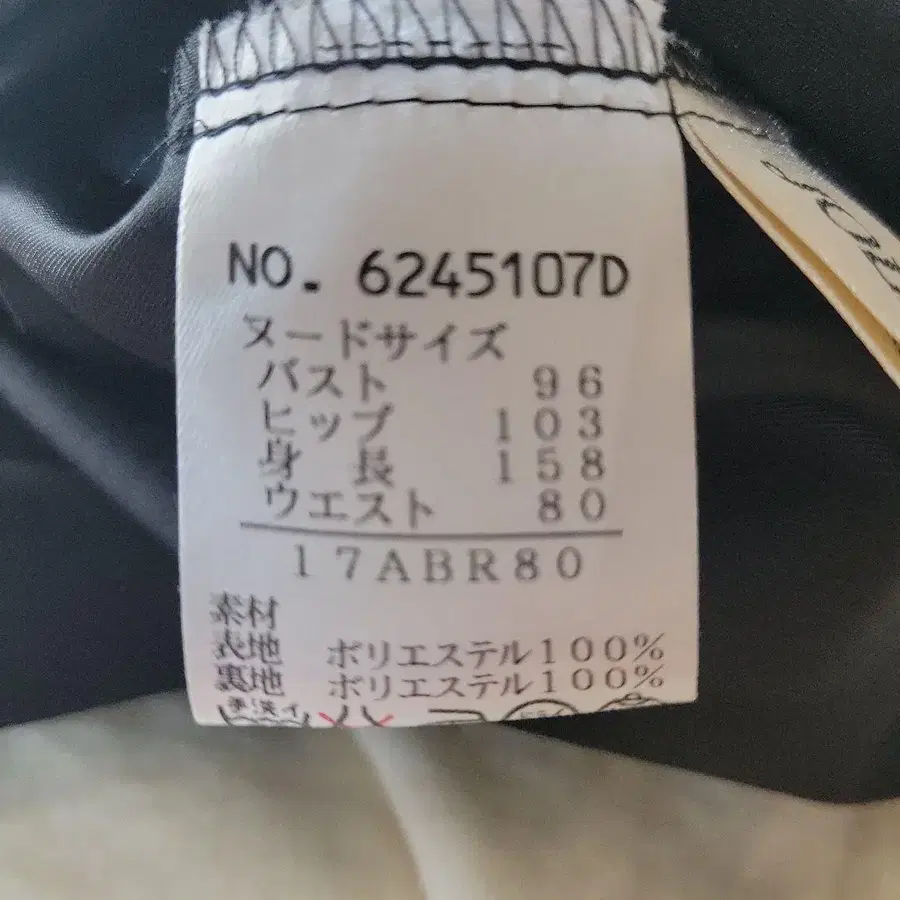 NO. 6245107D
ヌードサイズ
バスト 96
ヒップ 103
身長 158
ウエスト 80
17ABR80
素材
表地 ポリエステル100%
裏地 ポリエステル100%